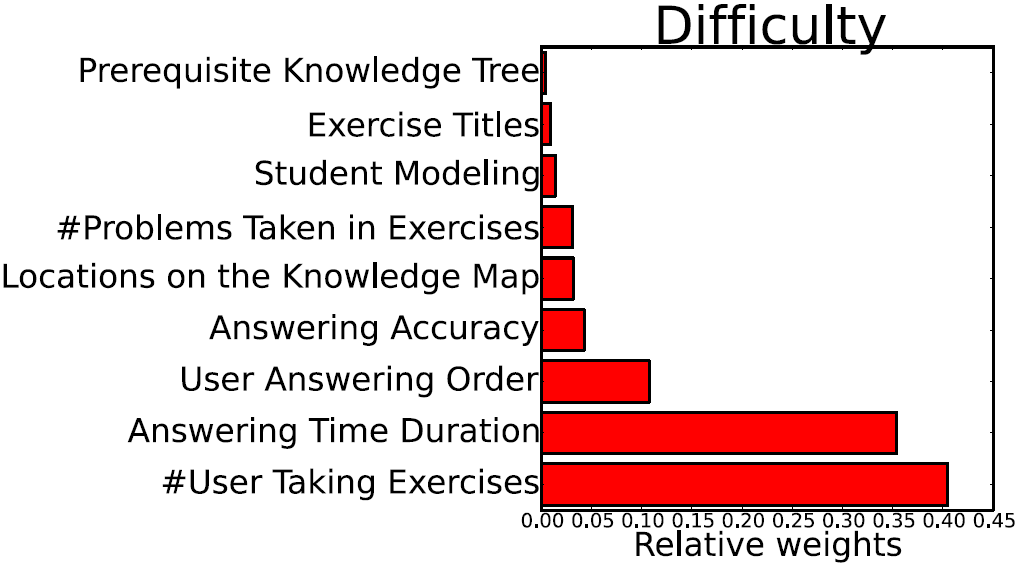 Difficulty
Prerequisite Knowledge Tree
Exercise Titles
Student Modeling
#Problems Taken in Exercises
Locations on the Knowledge Map
Answering Accuracy
User Answering Order
Answering Time Duration
#User Taking Exercises
0.00 0.05 0.10 0.15 0.20 0.25 0.30 0.35 0.40 0.45
Relative weights